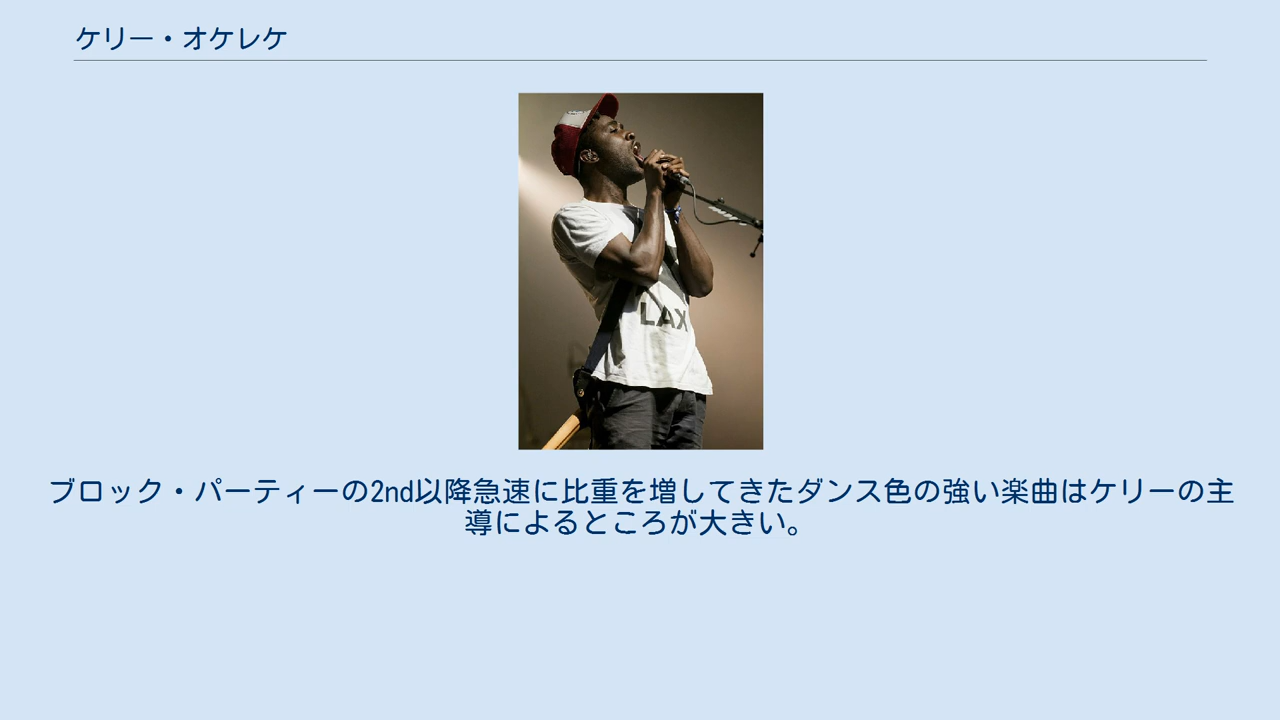 ケリー・オケレケ
LAX
ブロック・パーティーの2nd以降急速に比重を増してきたダンス色の強い楽曲はケリーの主
導によるところが大きい。